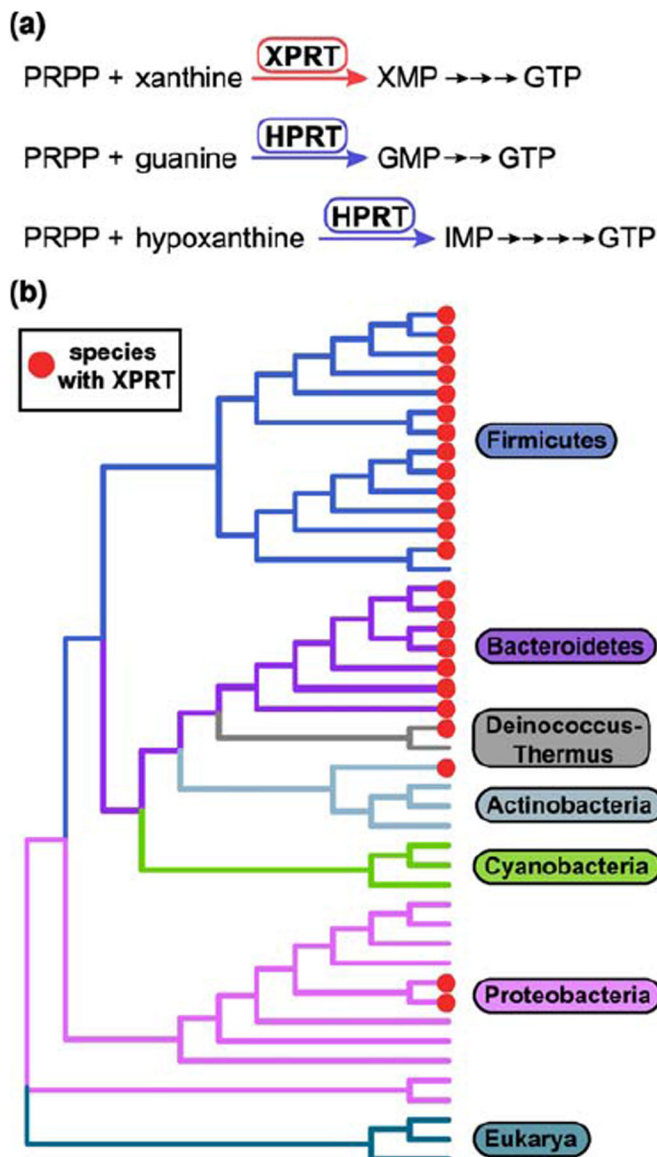 (a)
PRPP + xanthine XPRT XMP →→→ GTP
PRPP + guanine HPRT GMP →→ GTP
PRPP + hypoxanthine HPRT IMP →→→→ GTP
(b)
species
with XPRT
Firmicutes
Bacteroidetes
Deinococcus-
Thermus
Actinobacteria
Cyanobacteria
Proteobacteria
Eukarya